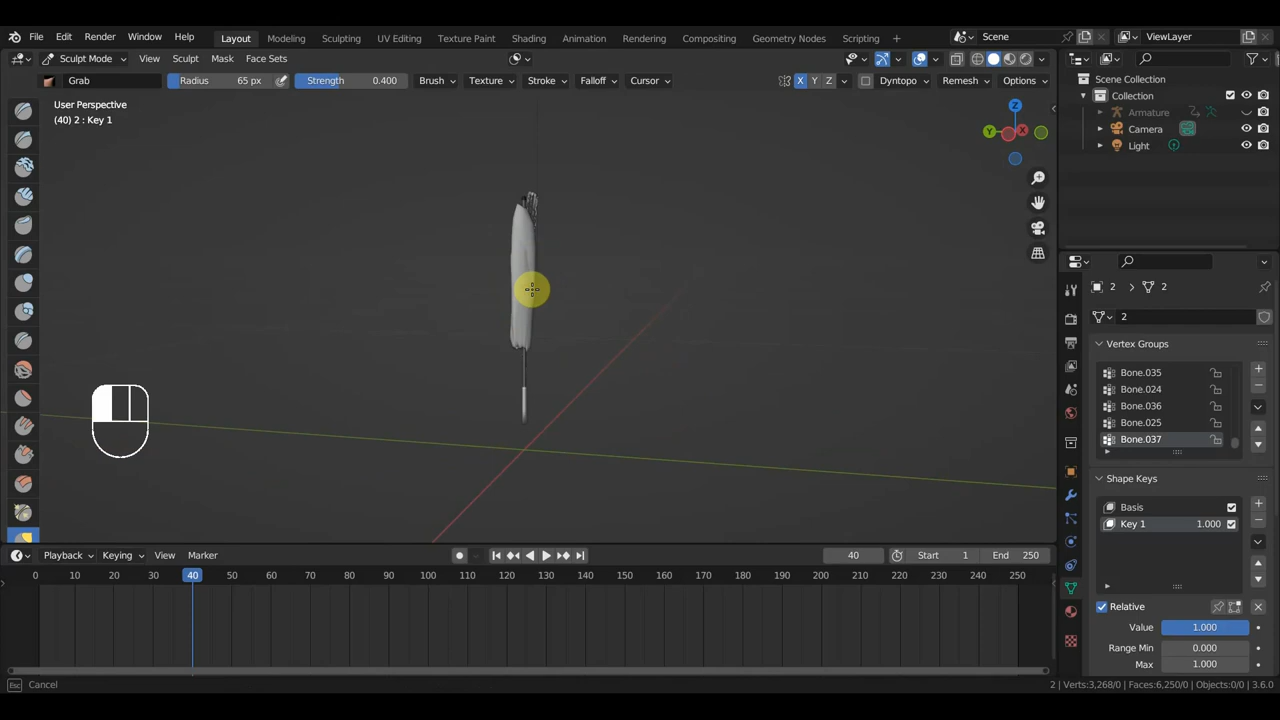 File Edit Render Window Help Layout Modeling Sculpting UV Editing Texture Paint Shading Animation Rendering Compositing Geometry Nodes Scripting + Scene ViewLayer
Sculpt Mode View Sculpt Mask Face Sets
Grab Radius 65 px Strength 0.400 Brush Texture Stroke Falloff Cursor X Y Z Dyntopo Remesh Options
Scene Collection
Collection
Armature
Camera
Light
User Perspective
(40) 2 : Key 1
Z
Y X
2 2
2
Vertex Groups
Bone.035
Bone.024
Bone.036
Bone.025
Bone.037
Shape Keys
Basis
Key 1 1.000
Relative
Value 1.000
Range Min 0.000
Max 1.000
Playback Keying View Marker 40 Start 1 End 250
0 10 20 30 40 50 60 70 80 90 100 110 120 130 140 150 160 170 180 190 200 210 220 230 240 250
Esc Cancel 2 | Verts:3,268/0 | Faces:6,250/0 | Objects:0/0 | 3.6.0